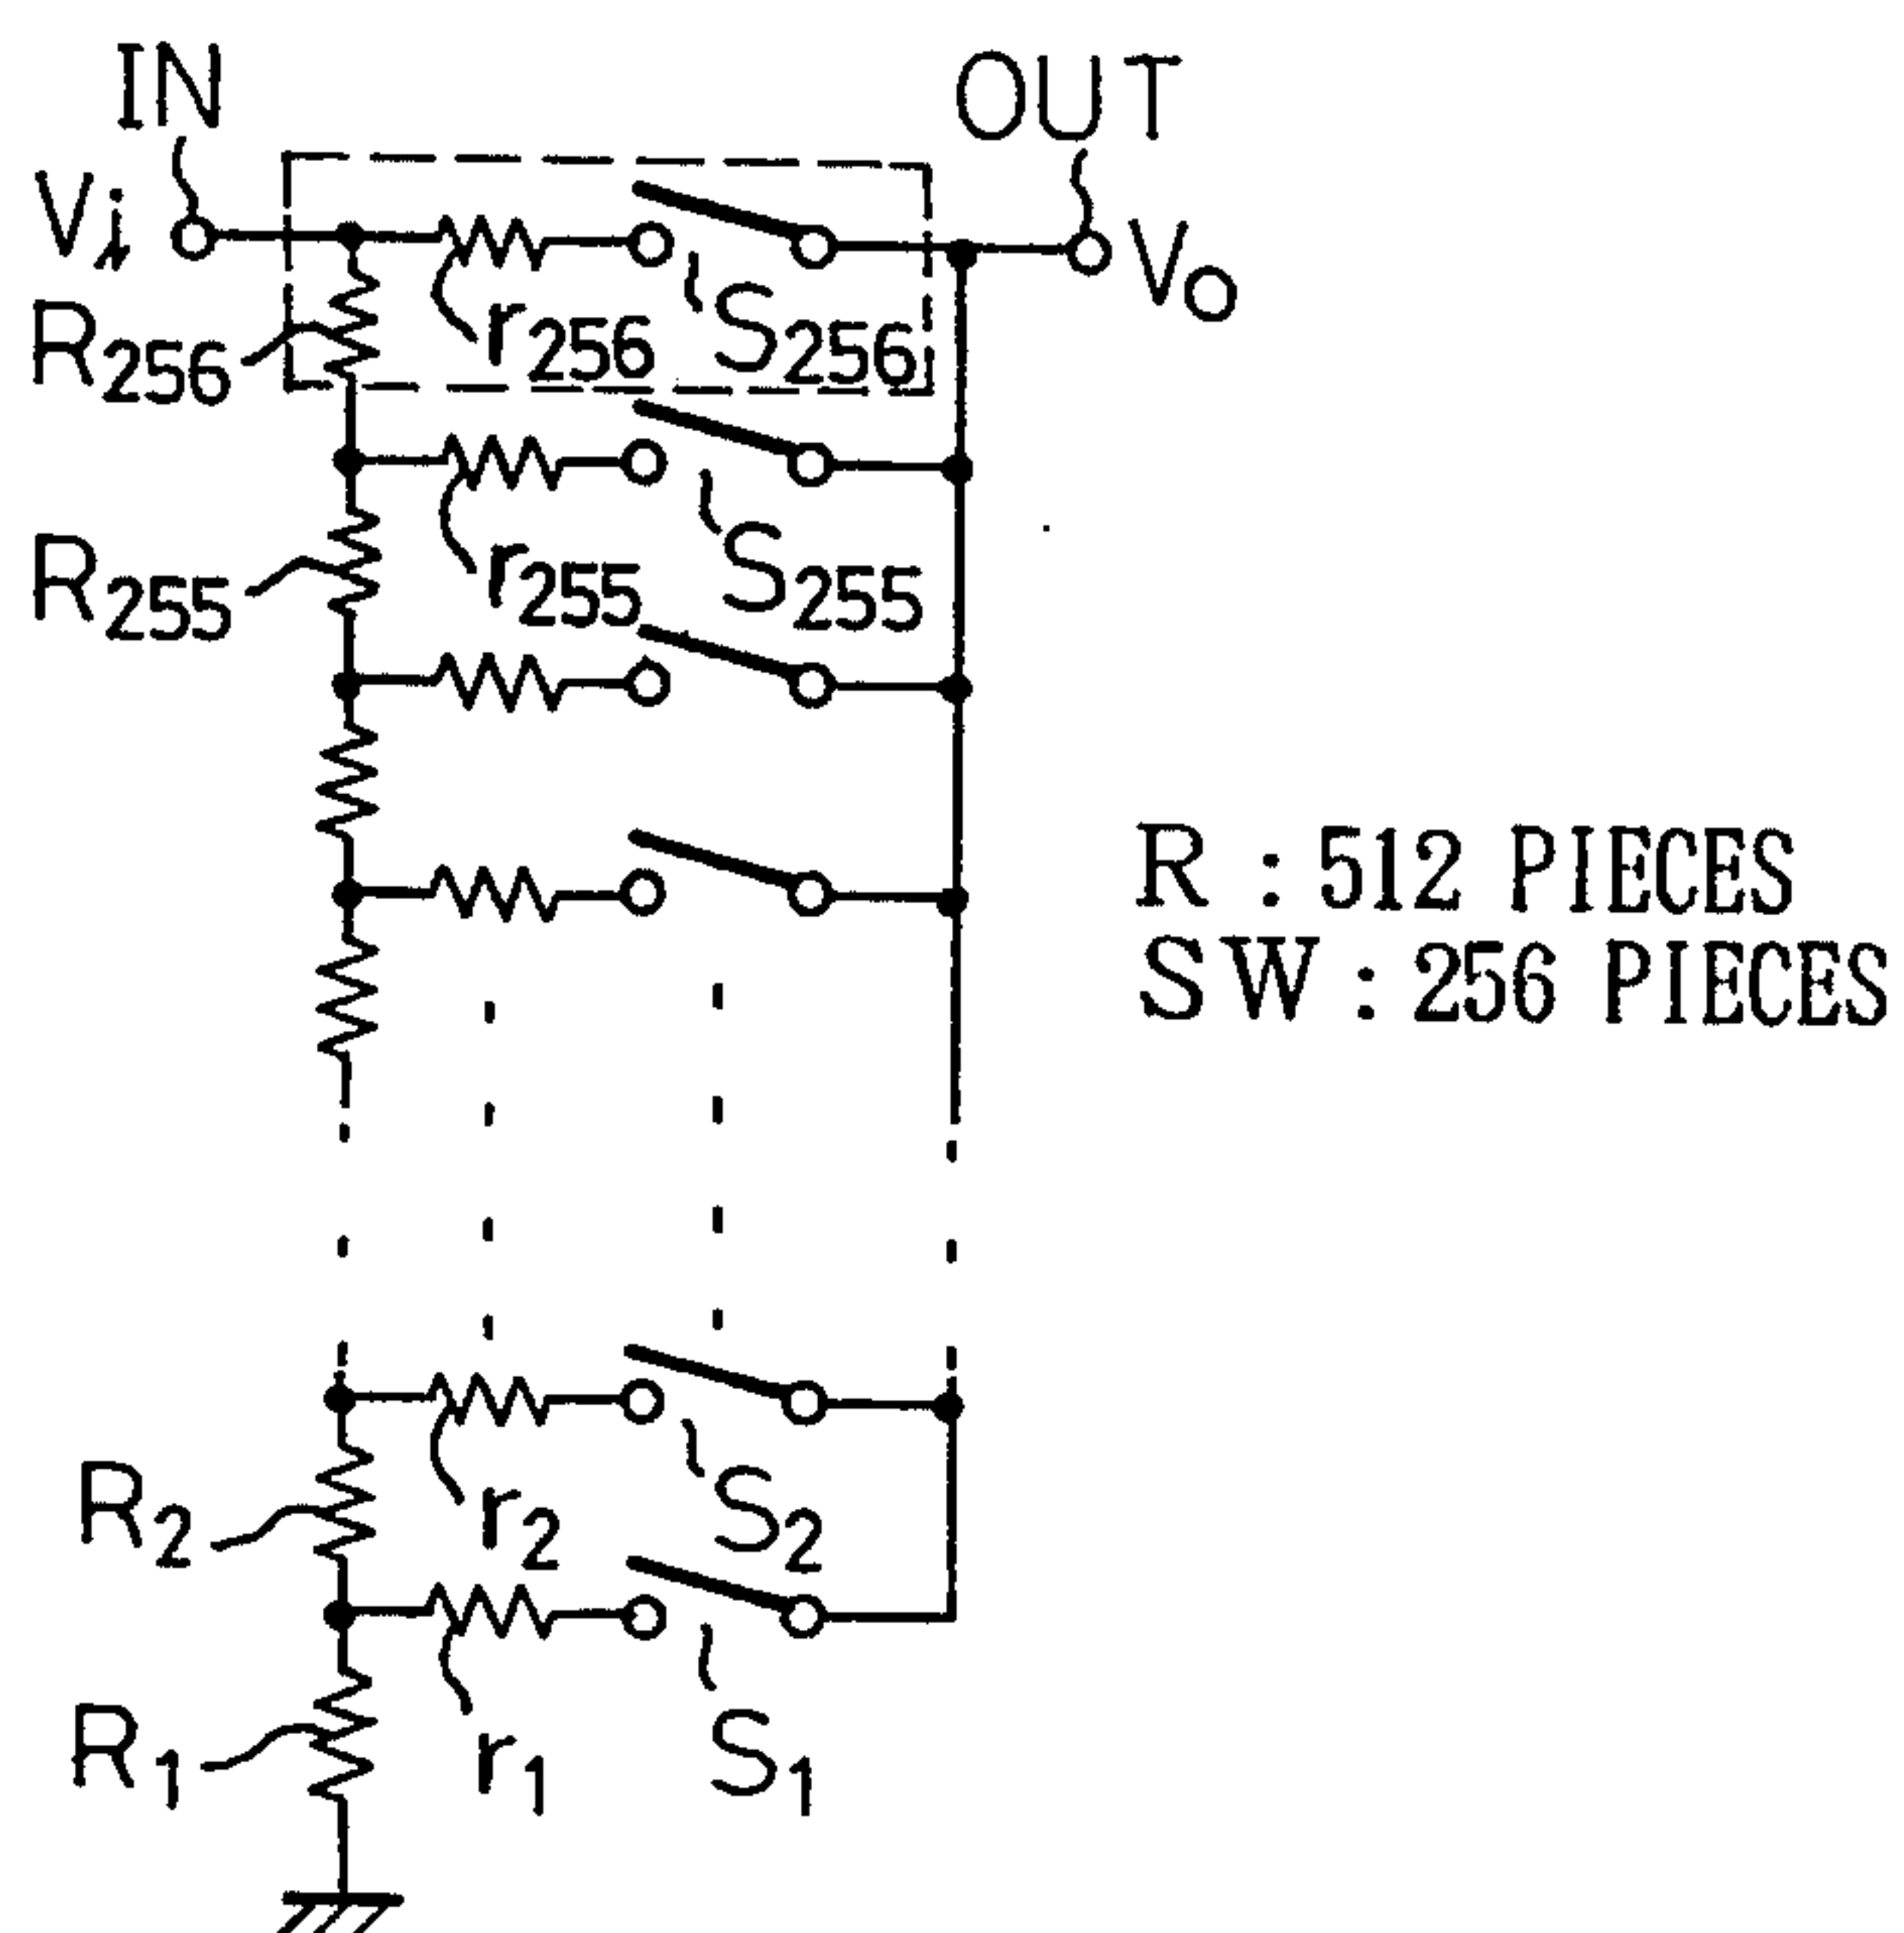 IN
OUT
Vi
VO
R256
r256
S256
R255
r255
S255
R : 512 PIECES
SW : 256 PIECES
R2
r2
S2
R1
r1
S1